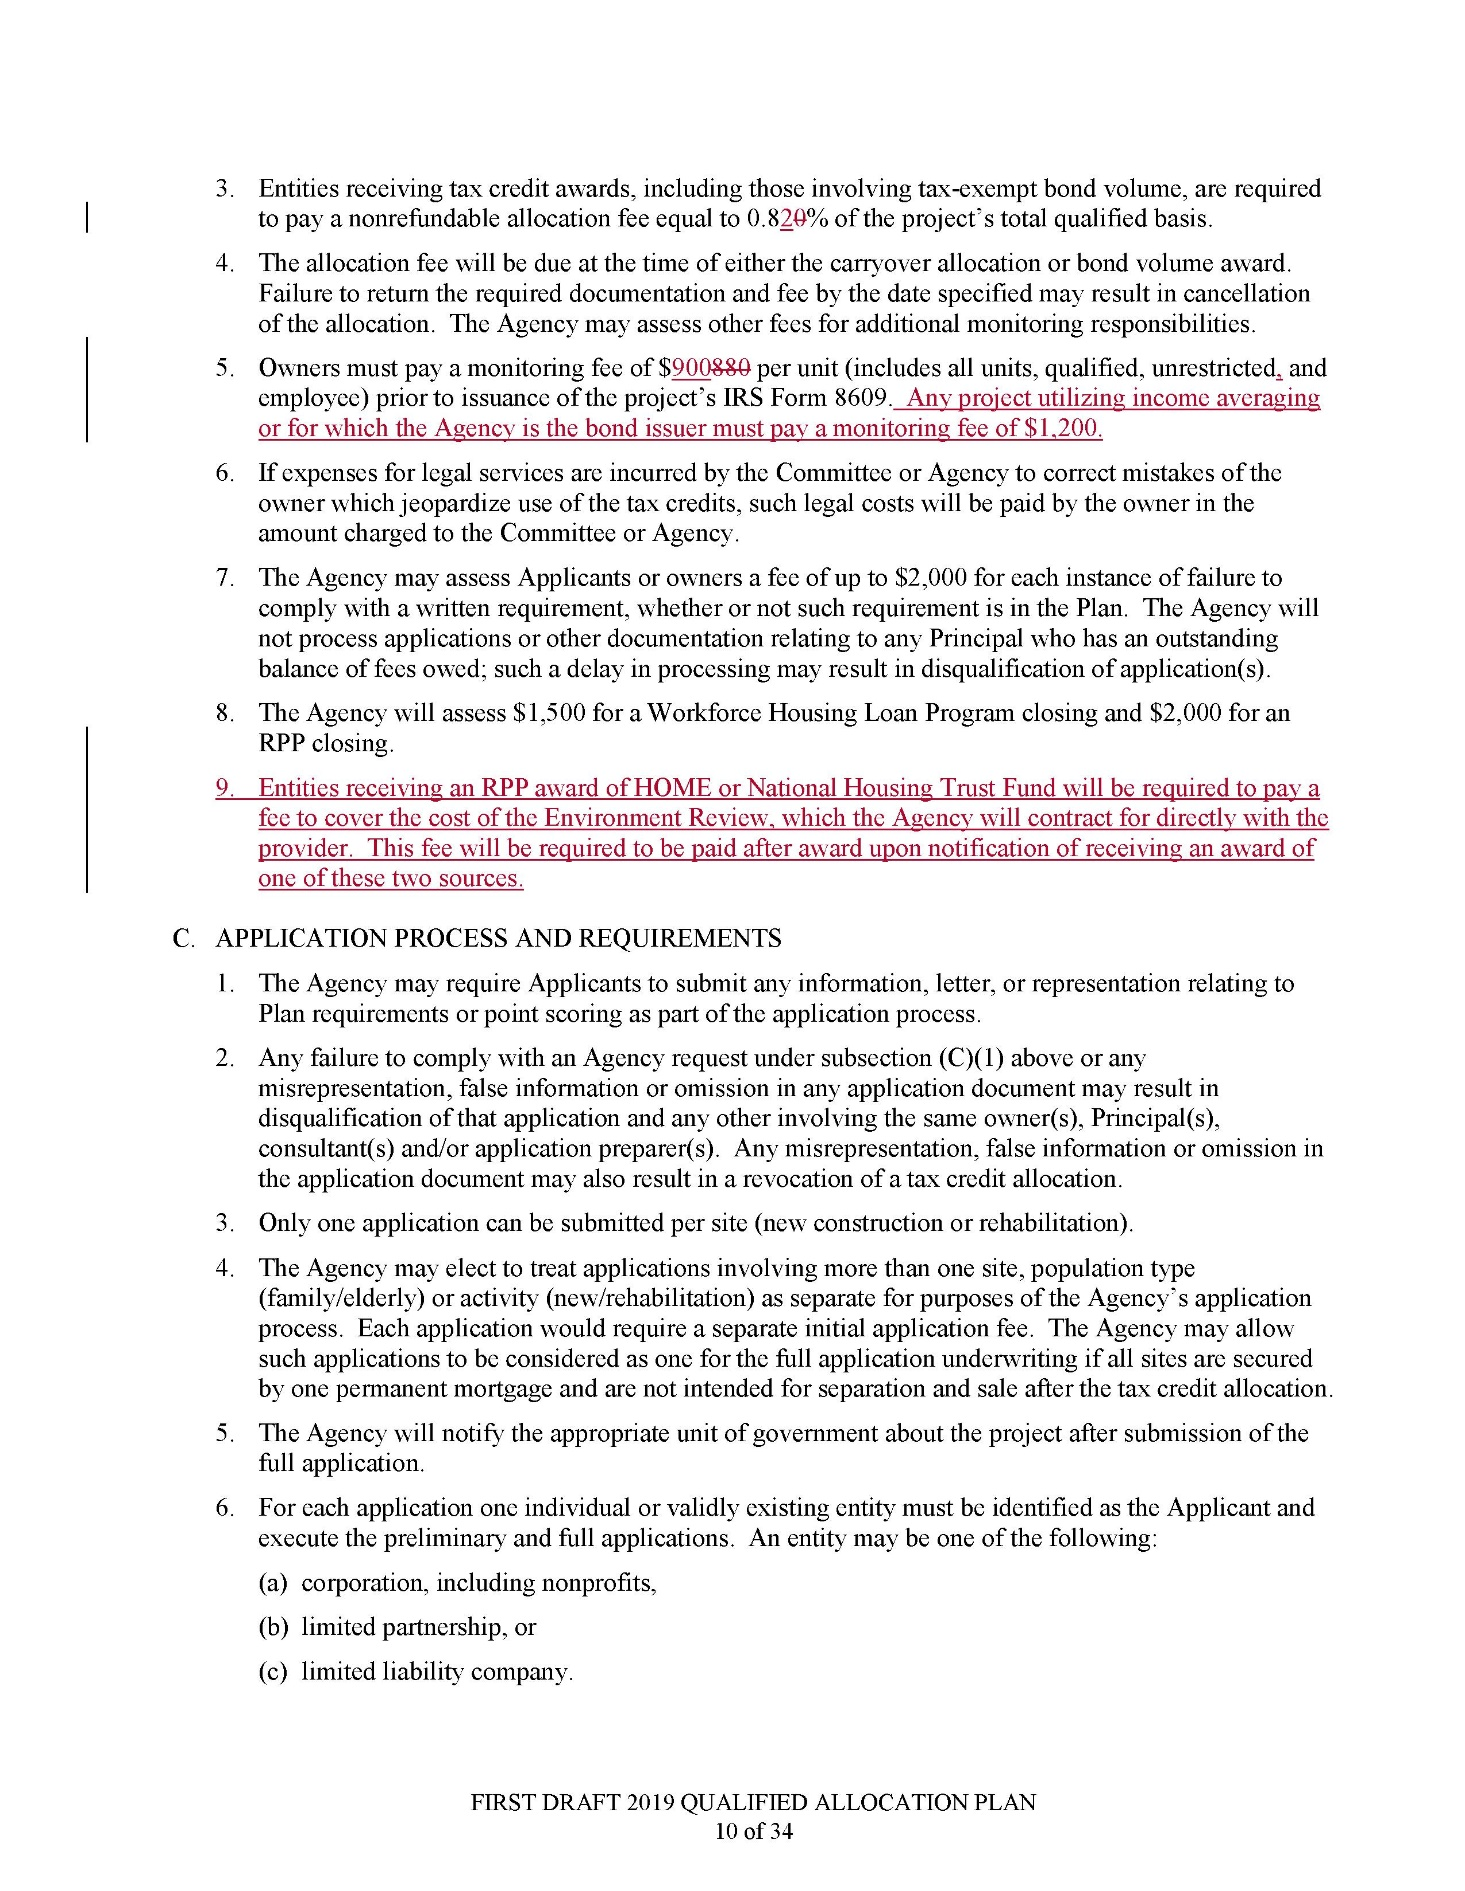 3. Entities receiving tax credit awards, including those involving tax-exempt bond volume, are required
to pay a nonrefundable allocation fee equal to 0.820% of the project's total qualified basis.
4. The allocation fee will be due at the time of either the carryover allocation or bond volume award.
Failure to return the required documentation and fee by the date specified may result in cancellation
of the allocation. The Agency may assess other fees for additional monitoring responsibilities.
5. Owners must pay a monitoring fee of $900880 per unit (includes all units, qualified, unrestricted, and
employee) prior to issuance of the project's IRS Form 8609. Any project utilizing income averaging
or for which the Agency is the bond issuer must pay a monitoring fee of $1,200.
6. If expenses for legal services are incurred by the Committee or Agency to correct mistakes of the
owner which jeopardize use of the tax credits, such legal costs will be paid by the owner in the
amount charged to the Committee or Agency.
7. The Agency may assess Applicants or owners a fee of up to $2,000 for each instance of failure to
comply with a written requirement, whether or not such requirement is in the Plan. The Agency will
not process applications or other documentation relating to any Principal who has an outstanding
balance of fees owed; such a delay in processing may result in disqualification of application(s).
8. The Agency will assess $1,500 for a Workforce Housing Loan Program closing and $2,000 for an
RPP closing.
9. Entities receiving an RPP award of HOME or National Housing Trust Fund will be required to pay a
fee to cover the cost of the Environment Review, which the Agency will contract for directly with the
provider. This fee will be required to be paid after award upon notification of receiving an award of
one of these two sources.
C. APPLICATION PROCESS AND REQUIREMENTS
1. The Agency may require Applicants to submit any information, letter, or representation relating to
Plan requirements or point scoring as part of the application process.
2. Any failure to comply with an Agency request under subsection (C)(1) above or any
misrepresentation, false information or omission in any application document may result in
disqualification of that application and any other involving the same owner(s), Principal(s),
consultant(s) and/or application preparer(s). Any misrepresentation, false information or omission in
the application document may also result in a revocation of a tax credit allocation.
3. Only one application can be submitted per site (new construction or rehabilitation).
4. The Agency may elect to treat applications involving more than one site, population type
(family/elderly) or activity (new/rehabilitation) as separate for purposes of the Agency's application
process. Each application would require a separate initial application fee. The Agency may allow
such applications to be considered as one for the full application underwriting if all sites are secured
by one permanent mortgage and are not intended for separation and sale after the tax credit allocation.
5. The Agency will notify the appropriate unit of government about the project after submission of the
full application.
6. For each application one individual or validly existing entity must be identified as the Applicant and
execute the preliminary and full applications. An entity may be one of the following:
(a) corporation, including nonprofits,
(b) limited partnership, or
(c) limited liability company.
FIRST DRAFT 2019 QUALIFIED ALLOCATION PLAN
10 of 34